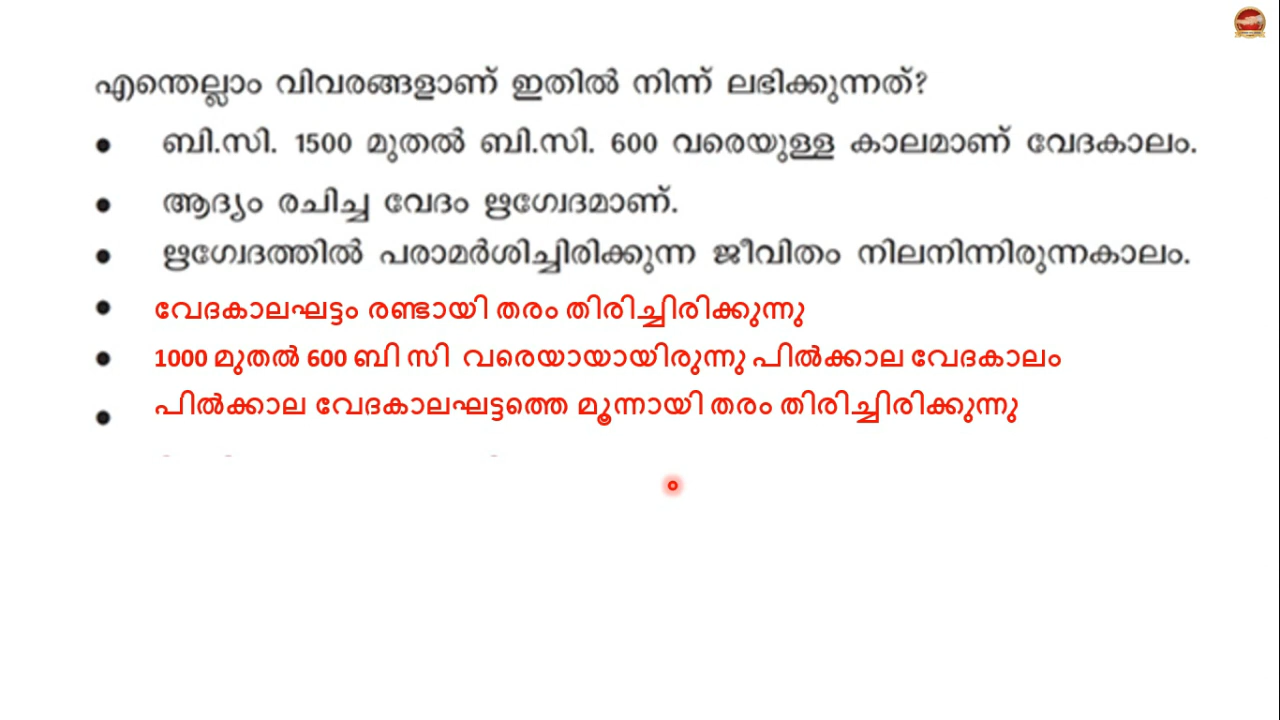 എന്തെല്ലാം വിവരങ്ങളാണ് ഇതിൽ നിന്ന് ലഭിക്കുന്നത്?
• ബി.സി. 1500 മുതൽ ബി.സി. 600 വരെയുള്ള കാലമാണ് വേദകാലം.
• ആദ്യം രചിച്ച വേദം ഋഗ്വേദമാണ്.
• ഋഗ്വേദത്തിൽ പരാമർശിച്ചിരിക്കുന്ന ജീവിതം നിലനിന്നിരുന്നകാലം.
• വേദകാലഘട്ടം രണ്ടായി തരം തിരിച്ചിരിക്കുന്നു
• 1000 മുതൽ 600 ബി സി വരെയായായിരുന്നു പിൽക്കാല വേദകാലം
• പിൽക്കാല വേദകാലഘട്ടത്തെ മൂന്നായി തരം തിരിച്ചിരിക്കുന്നു